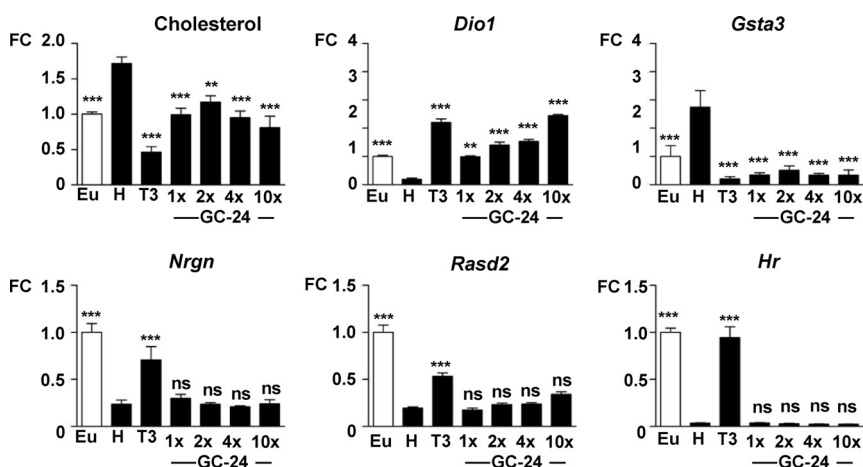 Cholesterol
FC
2.0
1.5
1.0
0.5
0
***
***
***
**
***
***
Eu H T3 1x 2x 4x 10x
GC-24
Dio1
FC
4
4
2
2
1
0
***
***
**
***
***
***
Eu H T3 1x 2x 4x 10x
GC-24
Gsta3
FC
4
4
2
2
1
0
***
***
***
***
***
***
Eu H T3 1x 2x 4x 10x
GC-24
Nrgn
FC
1.5
1.0
0.5
0
***
***
ns ns ns ns
Eu H T3 1x 2x 4x 10x
GC-24
Rasd2
FC
1.5
1.0
0.5
0
***
***
ns ns ns ns
Eu H T3 1x 2x 4x 10x
GC-24
Hr
FC
1.5
1.0
0.5
0
***
***
ns ns ns ns
Eu H T3 1x 2x 4x 10x
GC-24